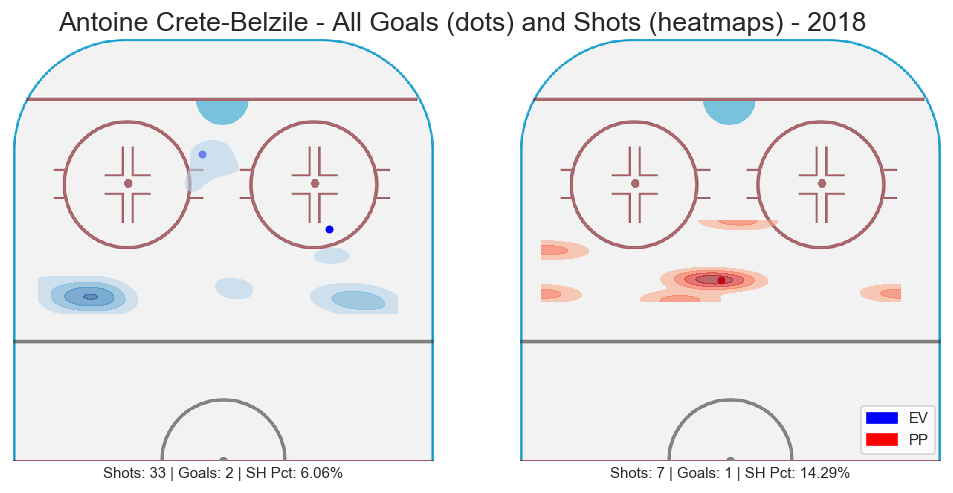 Antoine Crete-Belzile - All Goals (dots) and Shots (heatmaps) - 2018
EV
PP
Shots: 33 | Goals: 2 | SH Pct: 6.06%
Shots: 7 | Goals: 1 | SH Pct: 14.29%